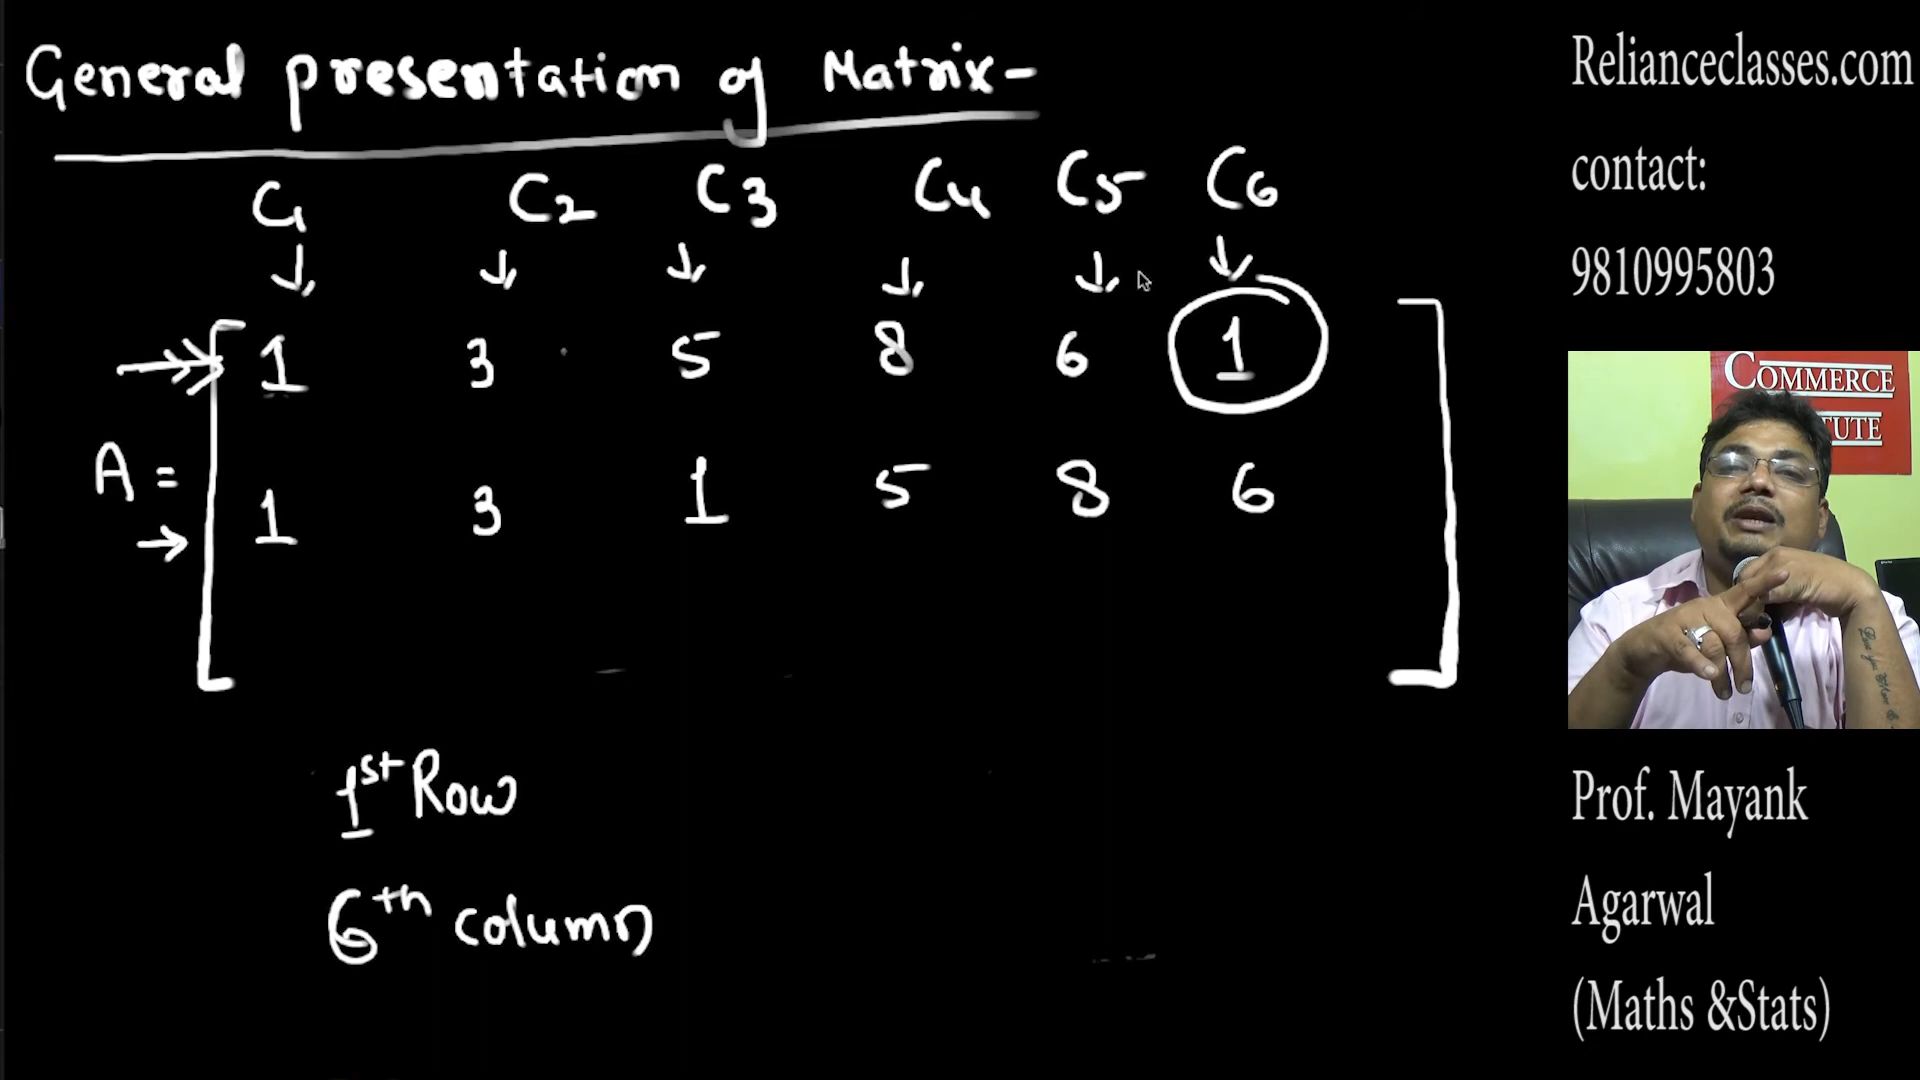 General presentation of Matrix-
C1 C2 C3 C4 C5 C6
1 3 5 8 6 1
A =
1 3 1 5 8 6
1st Row
6th column
Relianceclasses.com
contact:
9810995803
COMMERCE
TUTE
Prof. Mayank
Agarwal
(Maths &Stats)